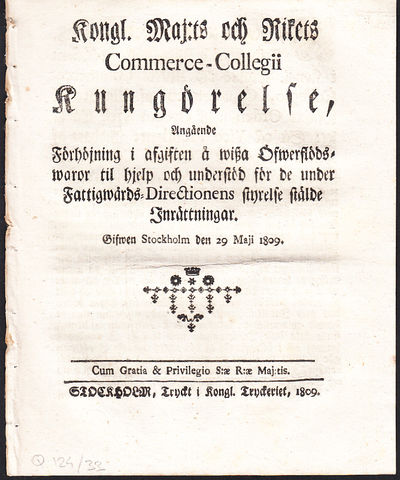 Kongl. Maj:ts och Rikets
Commerce-Collegii
Kungörelse,
Angående
Förhöjning i afgiften å wißa Öfwerflöds-
waror til hjelp och understöd för de under
Fattigwårds-Directionens styrelse stälde
Inrättningar.
Gifwen Stockholm den 29 Maji 1809.
Cum Gratia & Privilegio S:æ R:æ Maj:tis.
STOCKHOLM, Tryckt i Kongl. Tryckeriet, 1809.
124/33